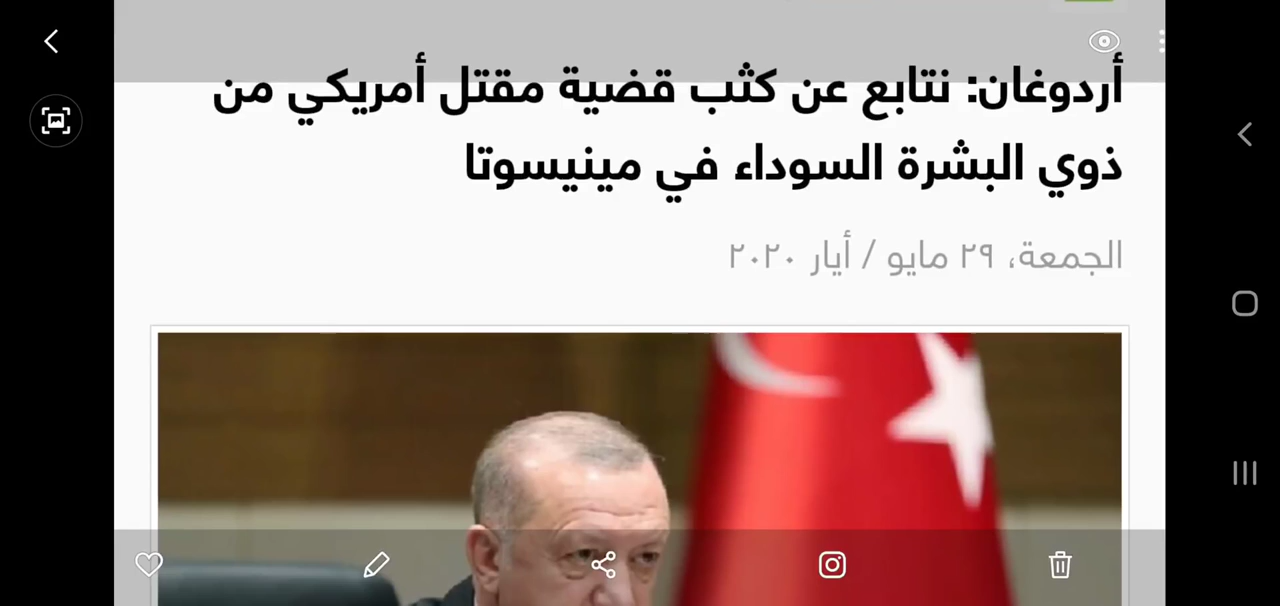 أردوغان: نتابع عن كثب قضية مقتل أمريكي من
ذوي البشرة السوداء في مينيسوتا
الجمعة، ٢٩ مايو / أيار ٢٠٢٠